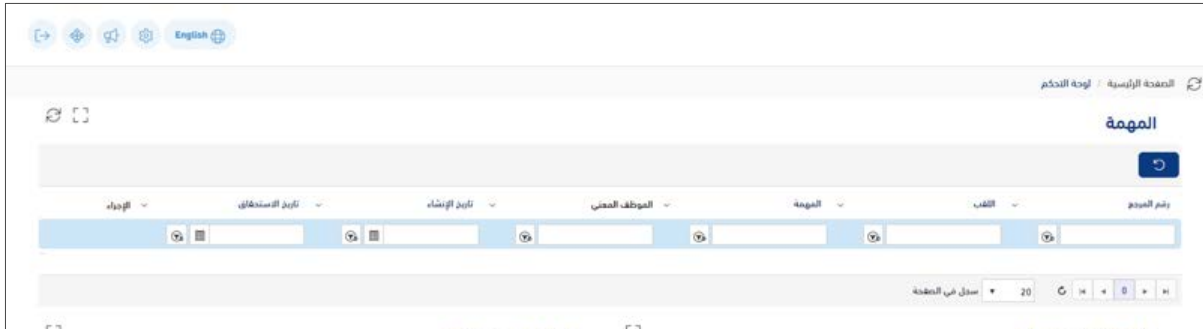 English
الصفحة الرئيسية / لوحة التحكم
المهمة
رقم المرجع اللقب المهمة الموظف المعني تاريخ الإنشاء تاريخ الاستحقاق الإجراء
0 20 سجل في الصفحة